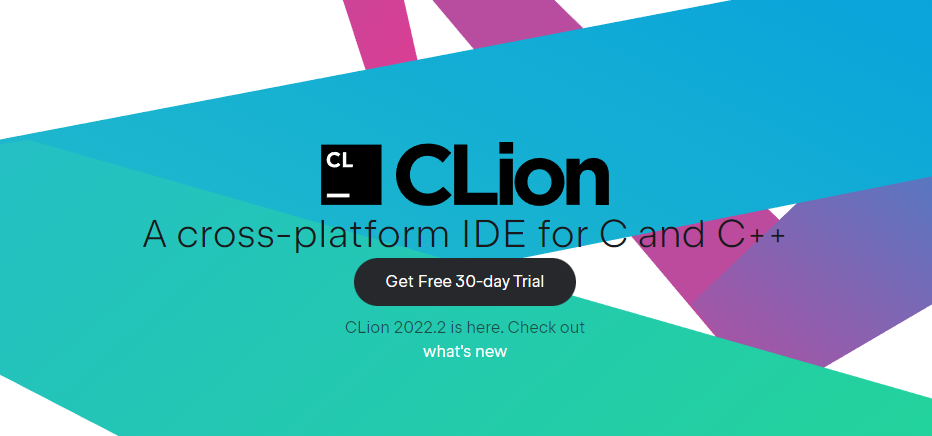 CL
CLion
A cross-platform IDE for C and C++
Get Free 30-day Trial
CLion 2022.2 is here. Check out
what's new